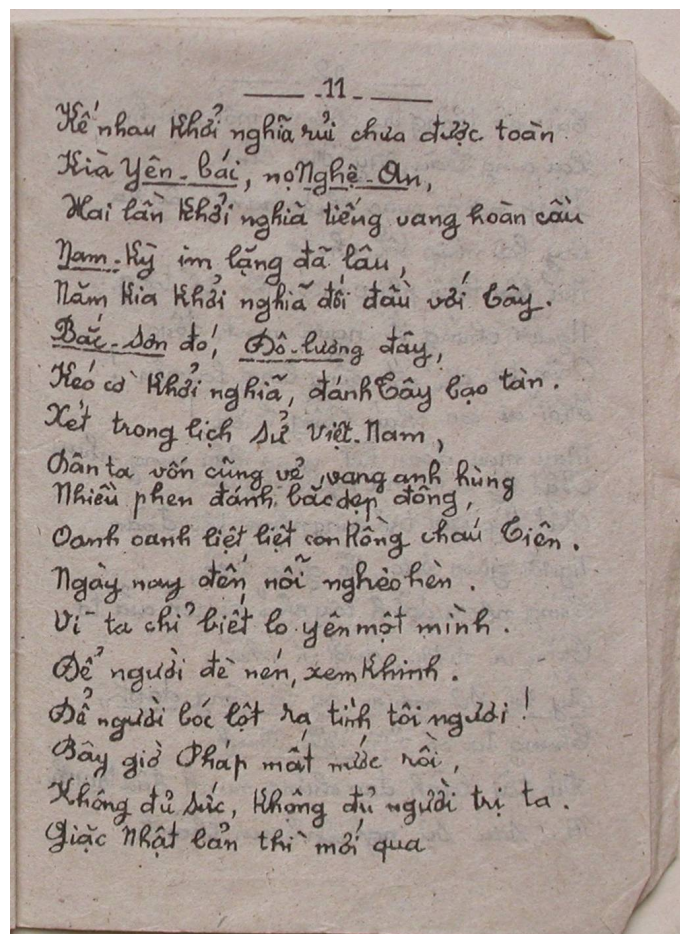 11
Kế nhau Khởi nghĩa rủi chưa được toàn
Kià Yên-bái, nọ Nghệ-An,
Hai lần Khởi nghĩa tiếng vang hoàn cầu
Nam-Kỳ im lặng đã lâu,
Năm Kia Khởi nghĩa đối đầu với Tây.
Bắc-Sơn đó, Đô-lương đây,
Kéo cờ Khởi nghĩa, đánh Tây bạo tàn.
Xét trong lịch sử Việt-Nam,
Dân ta vốn cũng vẻ vang anh hùng
Nhiều phen đánh bắc dẹp đông,
Oanh oanh liệt liệt con Rồng cháu Tiên.
Ngày nay đến nỗi nghèo hèn.
Vì ta chỉ biết lo yên một mình.
Để người đè nén, xem Khinh.
Để người bóc lột ra tình tôi ngươi!
Bây giờ Pháp mất nước rồi,
Không đủ sức, Không đủ người trị ta.
Giặc Nhật bản thì mới qua